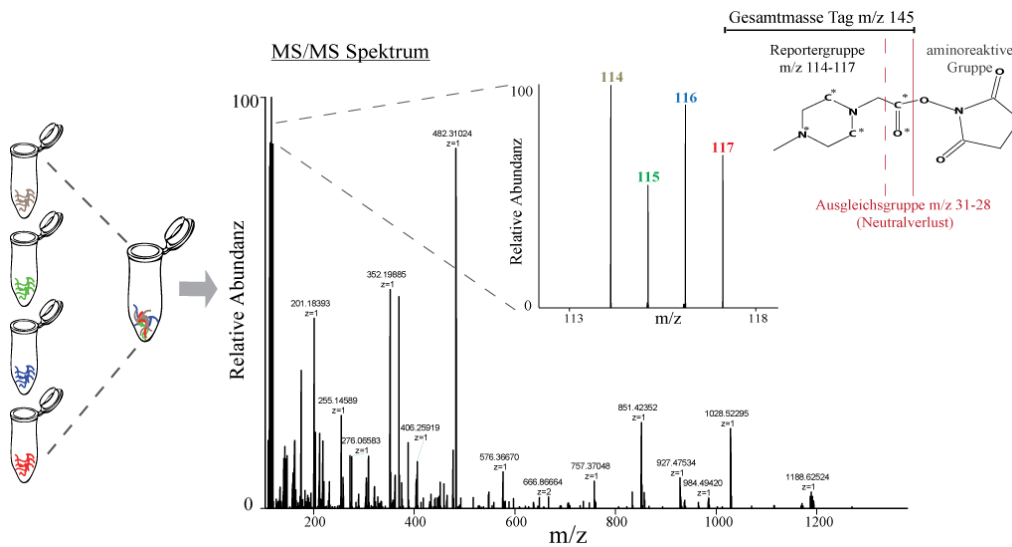 Gesamtmasse Tag m/z 145
MS/MS Spektrum
Reportergruppe
m/z 114-117
aminoreaktive
Gruppe
C*
N
C*
O
N
O
N*
C*
O*
O
Ausgleichsgruppe m/z 31-28
(Neutralverlust)
100
Relative Abundanz
0
114
115
116
117
113
m/z
118
100
Relative Abundanz
0
482.31024
z=1
352.19885
z=1
201.18393
z=1
255.14589
z=1
276.06583
z=1
406.25919
z=1
576.36670
z=1
666.86664
z=2
757.37048
z=1
851.42352
z=1
927.47534
z=1
984.49420
z=1
1028.52295
z=1
1188.62524
z=1
200
400
600
800
1000
1200
m/z